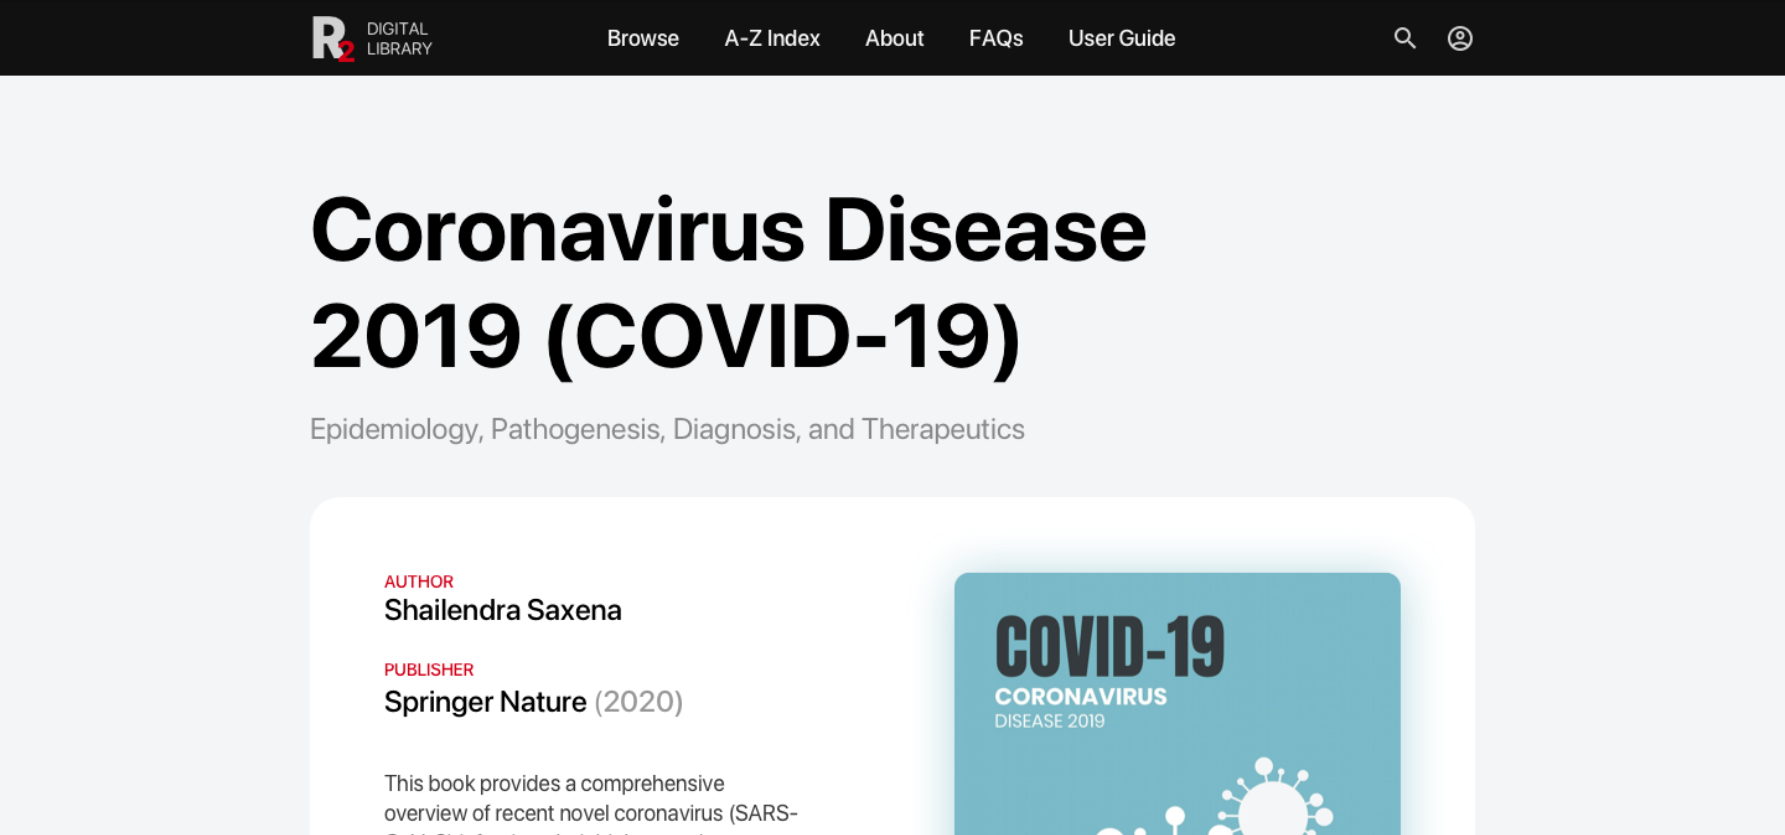 R2 DIGITAL
LIBRARY
Browse
A-Z Index
About
FAQs
User Guide
Coronavirus Disease
2019 (COVID-19)
Epidemiology, Pathogenesis, Diagnosis, and Therapeutics
AUTHOR
Shailendra Saxena
PUBLISHER
Springer Nature (2020)
This book provides a comprehensive
overview of recent novel coronavirus (SARS-
COVID-19
CORONAVIRUS
DISEASE 2019